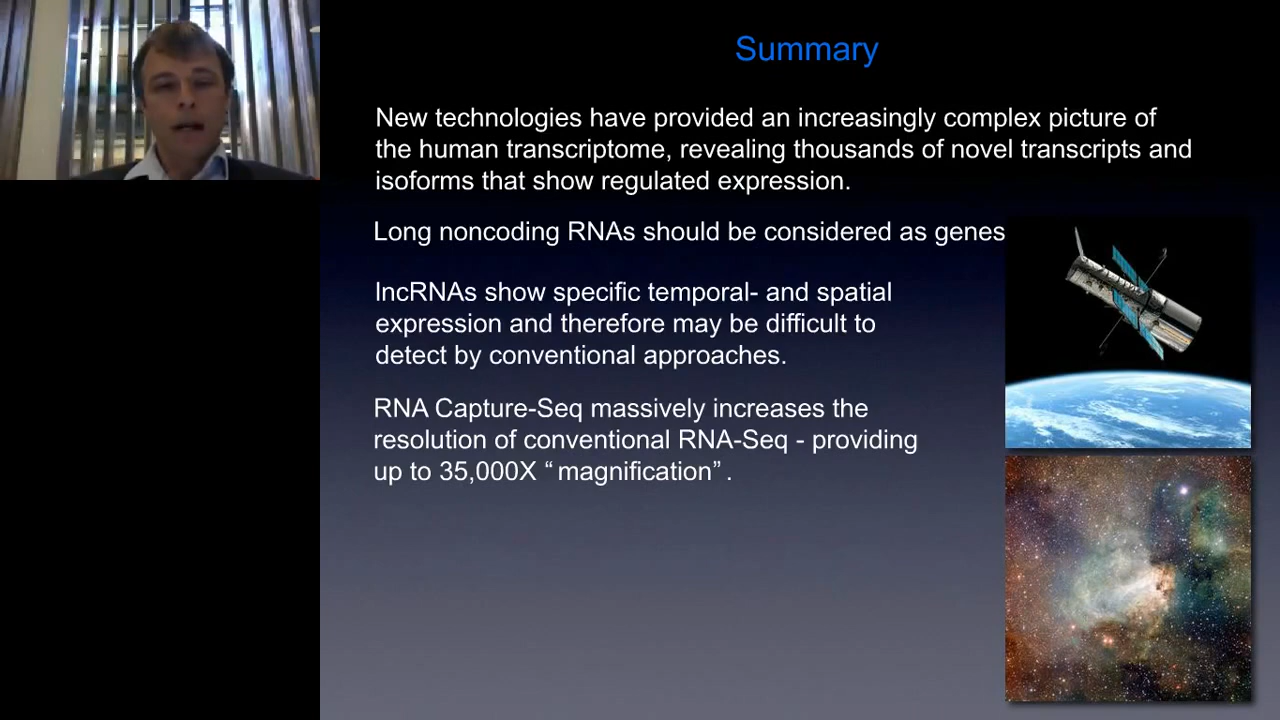 Summary
New technologies have provided an increasingly complex picture of
the human transcriptome, revealing thousands of novel transcripts and
isoforms that show regulated expression.
Long noncoding RNAs should be considered as genes
lncRNAs show specific temporal- and spatial
expression and therefore may be difficult to
detect by conventional approaches.
RNA Capture-Seq massively increases the
resolution of conventional RNA-Seq - providing
up to 35,000X “magnification”.